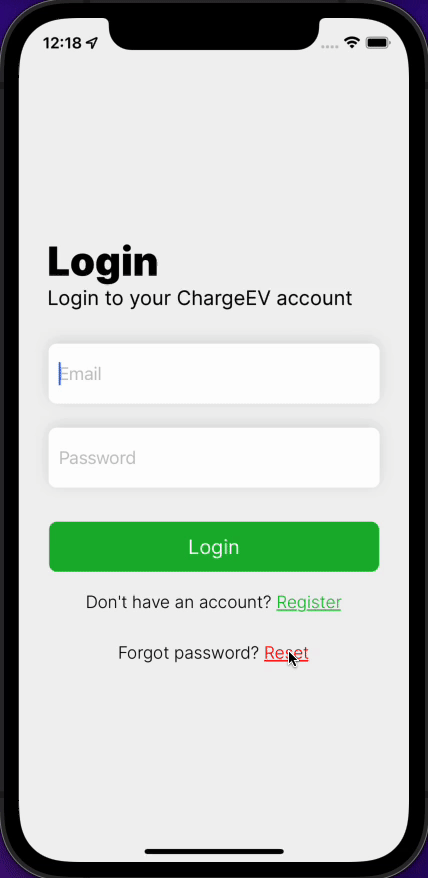 12:18
Login
Login to your ChargeEV account
Email
Password
Login
Don't have an account? Register
Forgot password? Reset